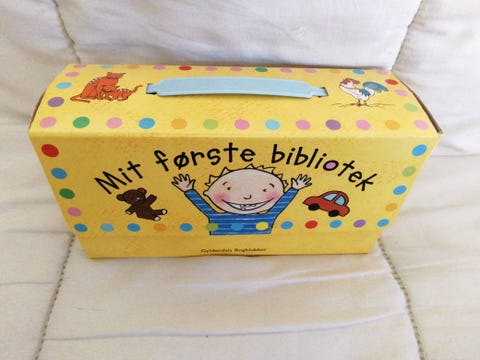 Mit første bibliotek
Gyldendals Bogklubber